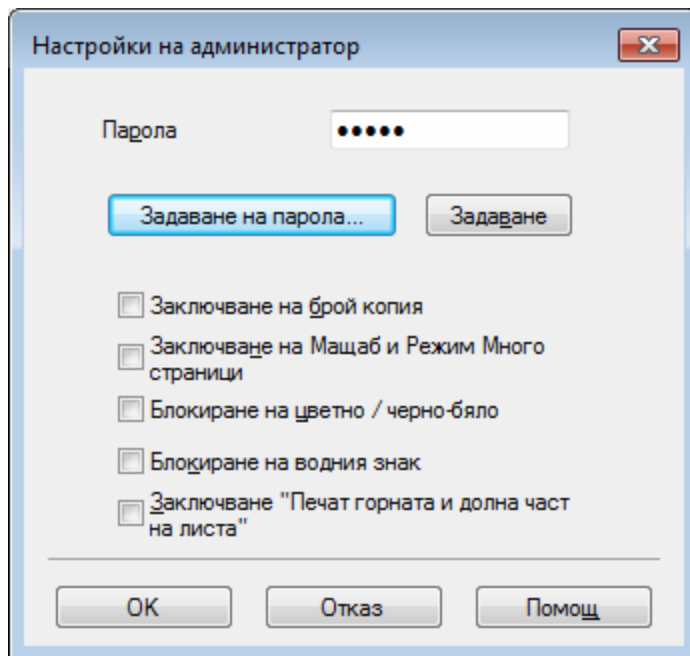 Настройки на администратор
Парола •••••
Задаване на парола... Задаване
Заключване на брой копия
Заключване на Мащаб и Режим Много
страници
Блокиране на цветно / черно-бяло
Блокиране на водния знак
Заключване "Печат горната и долна част
на листа"
OK Отказ Помощ